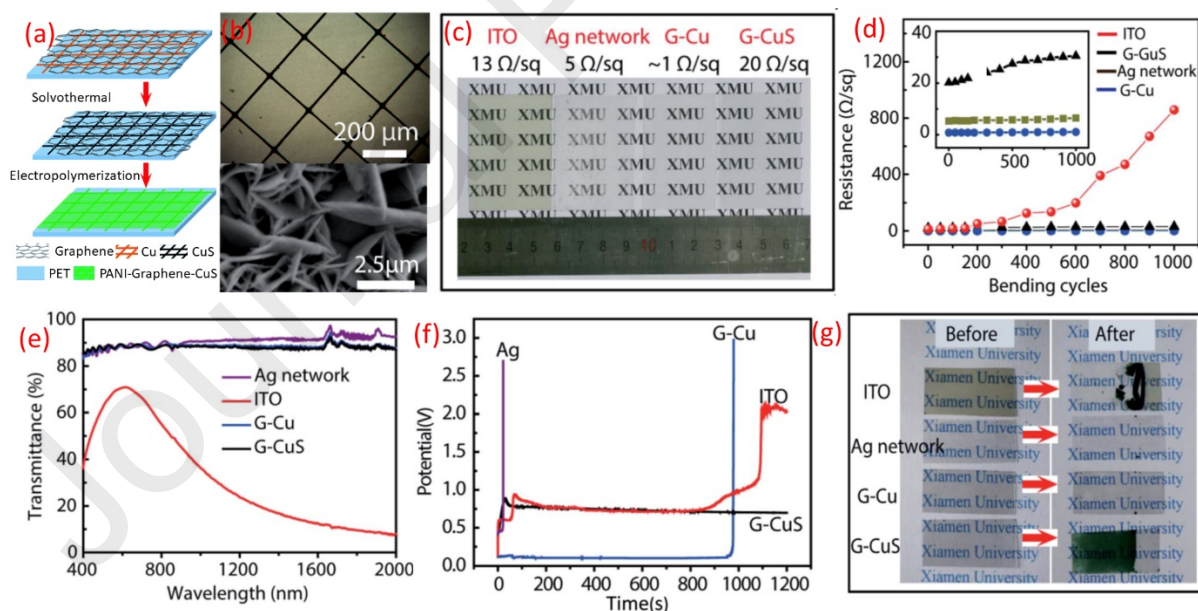 (a)
Solvothermal
Electropolymerization
Graphene Cu CuS
PET PANI-Graphene-CuS
(b)
200 μm
2.5μm
(c)
ITO Ag network G-Cu G-CuS
13 Ω/sq 5 Ω/sq ~1 Ω/sq 20 Ω/sq
XMU XMU XMU XMU XMU XMU XMU XMU
XMU XMU XMU XMU XMU XMU XMU XMU
XMU XMU XMU XMU XMU XMU XMU XMU
XMU XMU XMU XMU XMU XMU XMU XMU
XMU XMU XMU XMU XMU XMU XMU XMU
XMU XMU XMU XMU XMU XMU XMU XMU
2 3 4 5 6 7 8 9 10 1 2 3 4 5 6 7
(d)
Resistance (Ω/sq)
1200
1000
800
600
400
200
0
40
20
0
0 500 1000
ITO
G-GuS
Ag network
G-Cu
0 200 400 600 800 1000
Bending cycles
(e)
Transmittance (%)
100
80
60
40
20
0
Ag network
ITO
G-Cu
G-CuS
400 800 1200 1600 2000
Wavelength (nm)
(f)
Potential(V)
3.0
2.5
2.0
1.5
1.0
0.5
0.0
Ag
G-Cu
ITO
G-CuS
0 200 400 600 800 1000 1200
Time(s)
(g)
Before After
Xiamen University
Xiamen University
Xiamen University
Xiamen University
Xiamen University
Xiamen University
Xiamen University
ITO
Ag network
G-Cu
G-CuS
Journal